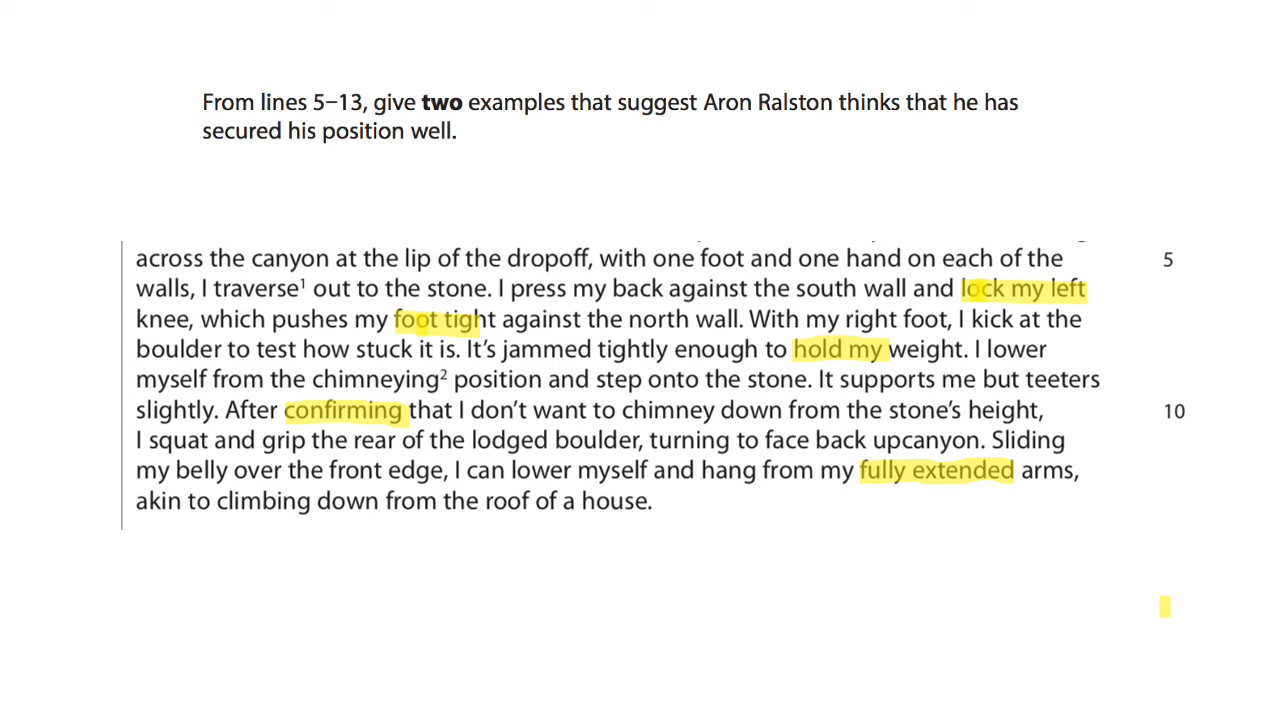 From lines 5–13, give two examples that suggest Aron Ralston thinks that he has
secured his position well.
across the canyon at the lip of the dropoff, with one foot and one hand on each of the 5
walls, I traverse¹ out to the stone. I press my back against the south wall and lock my left
knee, which pushes my foot tight against the north wall. With my right foot, I kick at the
boulder to test how stuck it is. It’s jammed tightly enough to hold my weight. I lower
myself from the chimneying² position and step onto the stone. It supports me but teeters
slightly. After confirming that I don’t want to chimney down from the stone’s height, 10
I squat and grip the rear of the lodged boulder, turning to face back upcanyon. Sliding
my belly over the front edge, I can lower myself and hang from my fully extended arms,
akin to climbing down from the roof of a house.